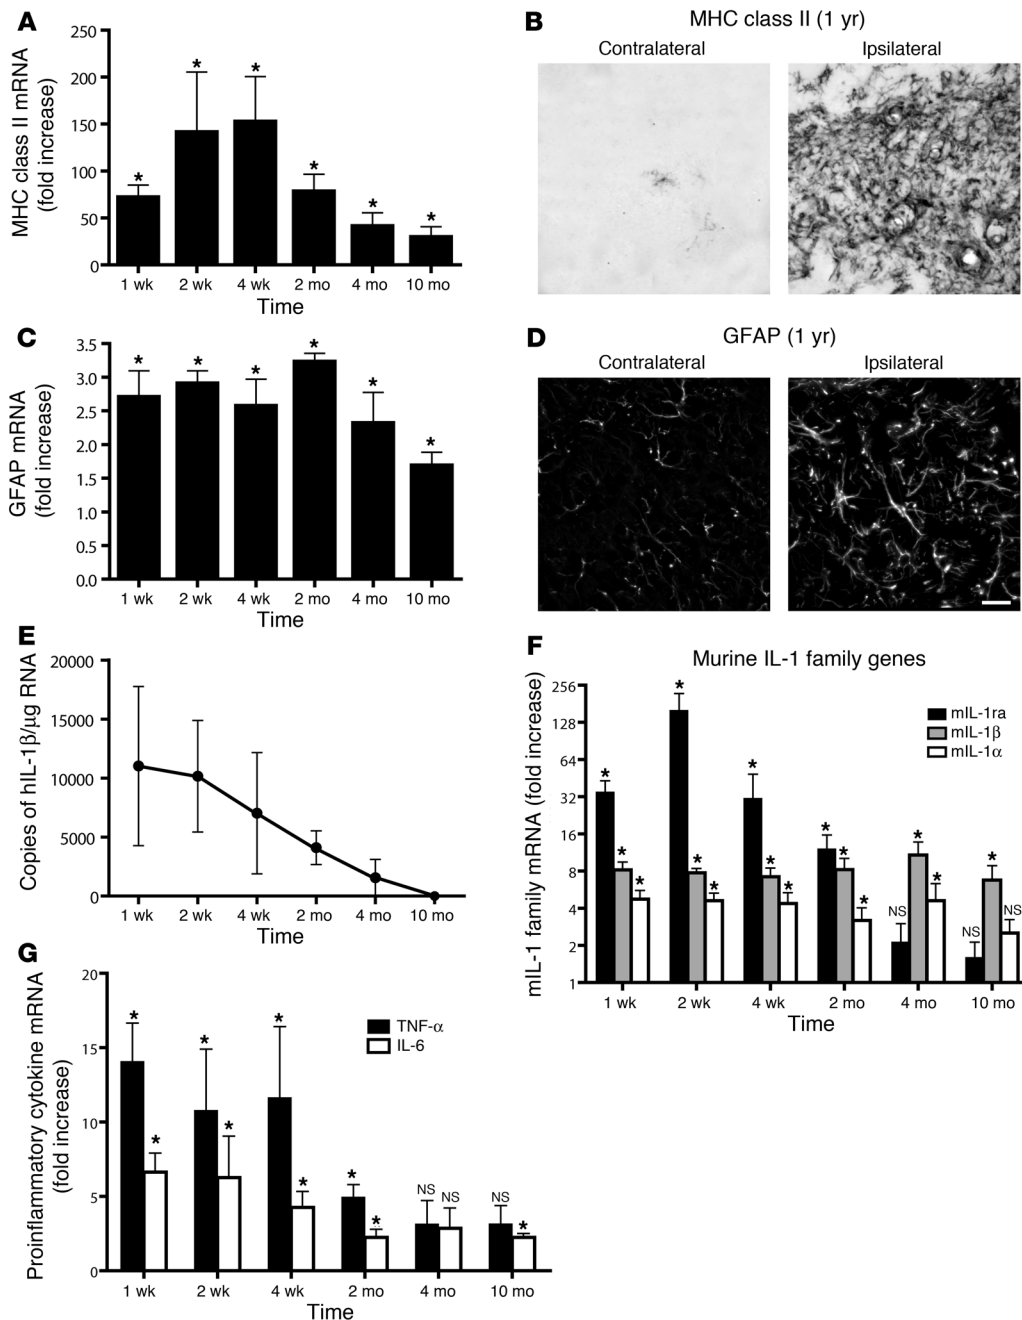 A
MHC class II mRNA
(fold increase)
250
200
150
100
50
0
* * * * * *
1 wk 2 wk 4 wk 2 mo 4 mo 10 mo
Time
B
MHC class II (1 yr)
Contralateral Ipsilateral
C
GFAP mRNA
(fold increase)
3.5
3.0
2.5
2.0
1.5
1.0
0.5
0.0
* * * * * *
1 wk 2 wk 4 wk 2 mo 4 mo 10 mo
Time
D
GFAP (1 yr)
Contralateral Ipsilateral
E
Copies of hIL-1β/μg RNA
20000
15000
10000
5000
0
1 wk 2 wk 4 wk 2 mo 4 mo 10 mo
Time
F
Murine IL-1 family genes
mIL-1 family mRNA (fold increase)
256
128
64
32
16
8
4
2
1
mIL-1ra
mIL-1β
mIL-1α
* * * * * * * * * * * * NS * * NS * NS
1 wk 2 wk 4 wk 2 mo 4 mo 10 mo
Time
G
Proinflammatory cytokine mRNA
(fold increase)
20
15
10
5
0
TNF-α
IL-6
* * * * * * * * NS NS NS *
1 wk 2 wk 4 wk 2 mo 4 mo 10 mo
Time